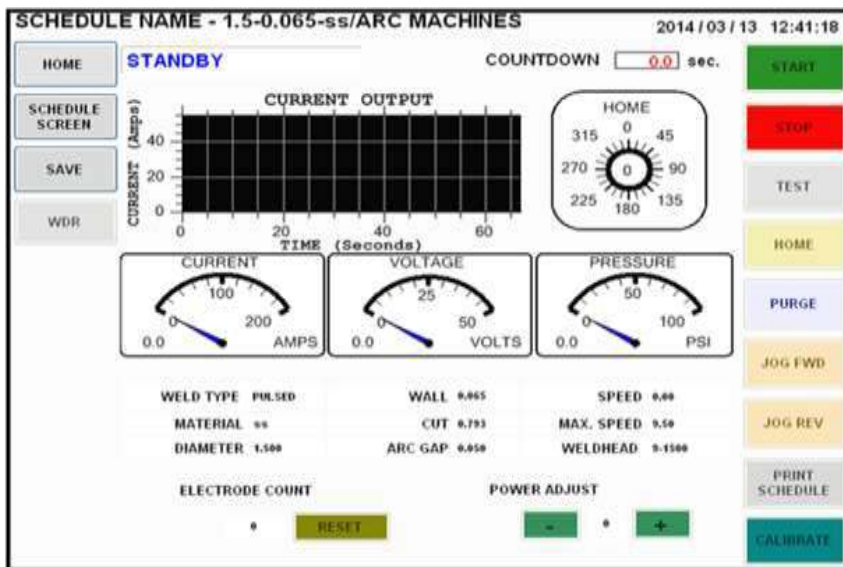 SCHEDULE NAME - 1.5-0.065-ss/ARC MACHINES
2014/03/13 12:41:18
HOME
STANDBY
COUNTDOWN 0.0 sec.
START
SCHEDULE
SCREEN
SAVE
WDR
CURRENT OUTPUT
CURRENT (Amps)
40
20
0
0 20 40 60
TIME (Seconds)
HOME
0
45
90
135
180
225
270
315
0
STOP
TEST
HOME
PURGE
JOG FWD
JOG REV
PRINT
SCHEDULE
CALIBRATE
CURRENT
100
0 200
0.0 AMPS
VOLTAGE
25
0 50
0.0 VOLTS
PRESSURE
50
0 100
0.0 PSI
WELD TYPE PULSED WALL 0.065 SPEED 0.00
MATERIAL ss CUT 0.793 MAX. SPEED 9.50
DIAMETER 1.500 ARC GAP 0.050 WELDHEAD 9-1500
ELECTRODE COUNT POWER ADJUST
0 RESET - 0 +